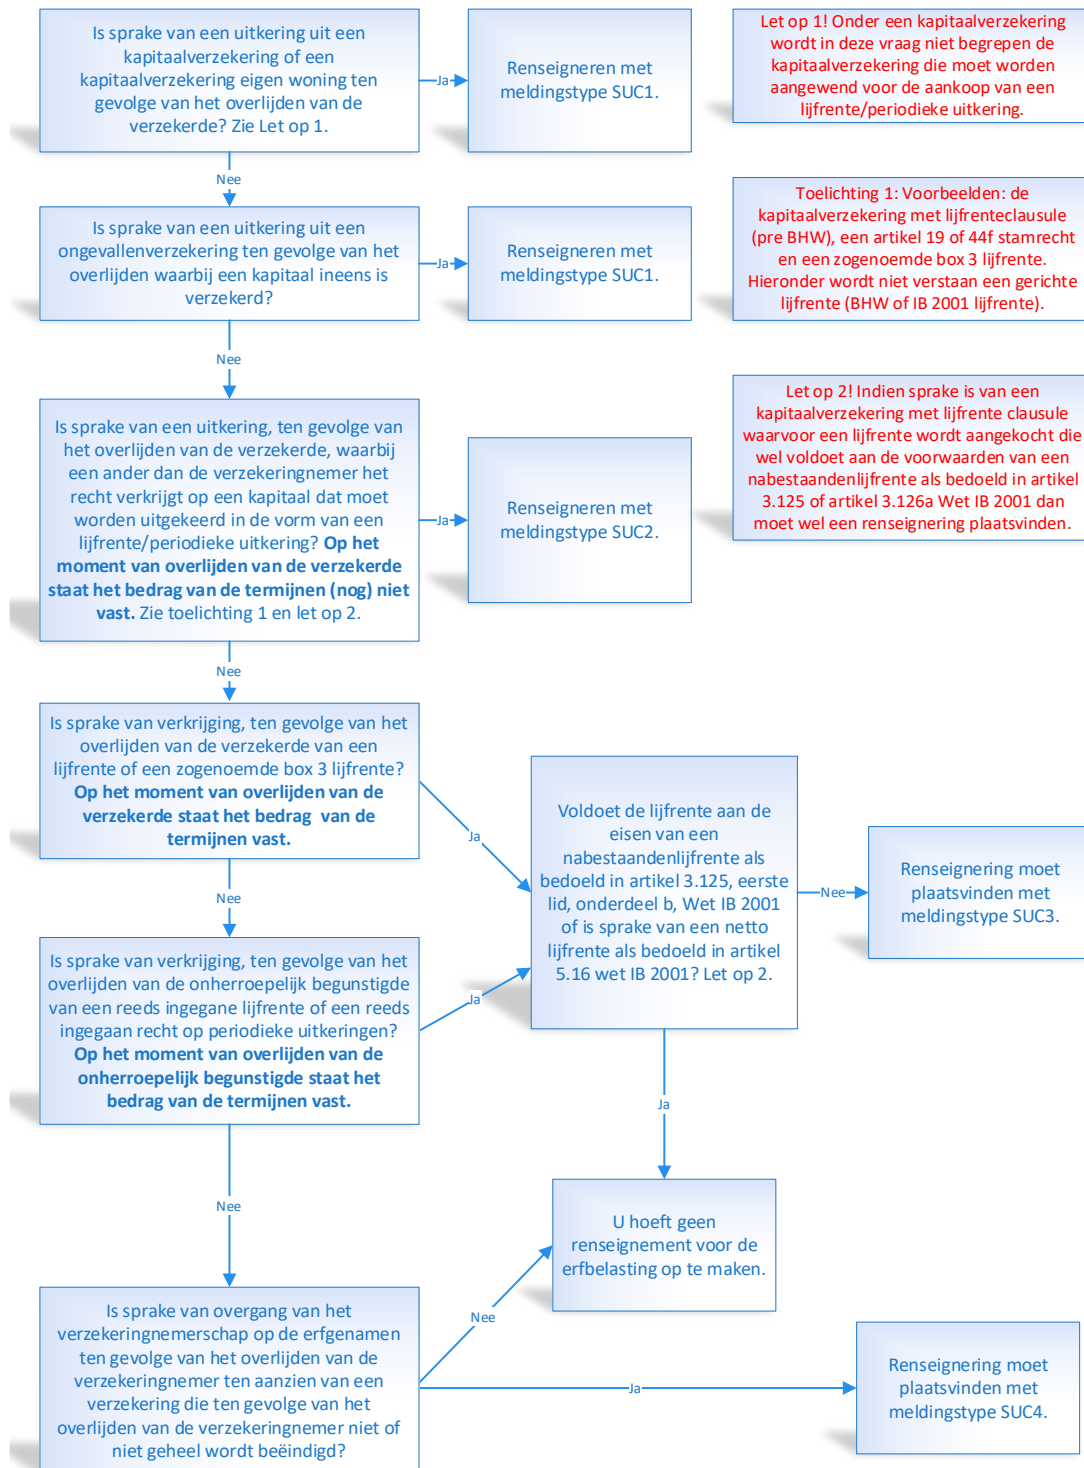 Is sprake van een uitkering uit een
kapitaalverzekering of een
kapitaalverzekering eigen woning ten
gevolge van het overlijden van de
verzekerde? Zie Let op 1.
Ja
Renseigneren met
meldingstype SUC1.
Let op 1! Onder een kapitaalverzekering
wordt in deze vraag niet begrepen de
kapitaalverzekering die moet worden
aangewend voor de aankoop van een
lijfrente/periodieke uitkering.
Nee
Is sprake van een uitkering uit een
ongevallenverzekering ten gevolge van het
overlijden waarbij een kapitaal ineens is
verzekerd?
Ja
Renseigneren met
meldingstype SUC1.
Toelichting 1: Voorbeelden: de
kapitaalverzekering met lijfrenteclausule
(pre BHW), een artikel 19 of 44f stamrecht
en een zogenoemde box 3 lijfrente.
Hieronder wordt niet verstaan een gerichte
lijfrente (BHW of IB 2001 lijfrente).
Nee
Is sprake van een uitkering, ten gevolge van
het overlijden van de verzekerde, waarbij
een ander dan de verzekeringnemer het
recht verkrijgt op een kapitaal dat moet
worden uitgekeerd in de vorm van een
lijfrente/periodieke uitkering? Op het
moment van overlijden van de verzekerde
staat het bedrag van de termijnen (nog) niet
vast. Zie toelichting 1 en let op 2.
Ja
Renseigneren met
meldingstype SUC2.
Let op 2! Indien sprake is van een
kapitaalverzekering met lijfrente clausule
waarvoor een lijfrente wordt aangekocht die
wel voldoet aan de voorwaarden van een
nabestaandenlijfrente als bedoeld in artikel
3.125 of artikel 3.126a Wet IB 2001 dan
moet wel een renseignering plaatsvinden.
Nee
Is sprake van verkrijging, ten gevolge van het
overlijden van de verzekerde van een
lijfrente of een zogenoemde box 3 lijfrente?
Op het moment van overlijden van de
verzekerde staat het bedrag van de
termijnen vast.
Ja
Voldoet de lijfrente aan de
eisen van een
nabestaandenlijfrente als
bedoeld in artikel 3.125, eerste
lid, onderdeel b, Wet IB 2001
of is sprake van een netto
lijfrente als bedoeld in artikel
5.16 wet IB 2001? Let op 2.
Nee
Renseignering moet
plaatsvinden met
meldingstype SUC3.
Nee
Is sprake van verkrijging, ten gevolge van het
overlijden van de onherroepelijk begunstigde
van een reeds ingegane lijfrente of een reeds
ingegaan recht op periodieke uitkeringen?
Op het moment van overlijden van de
onherroepelijk begunstigde staat het
bedrag van de termijnen vast.
Ja
Ja
Nee
U hoeft geen
renseignement voor de
erfbelasting op te maken.
Is sprake van overgang van het
verzekeringnemerschap op de erfgenamen
ten gevolge van het overlijden van de
verzekeringnemer ten aanzien van een
verzekering die ten gevolge van het
overlijden van de verzekeringnemer niet of
niet geheel wordt beëindigd?
Nee
Ja
Renseignering moet
plaatsvinden met
meldingstype SUC4.